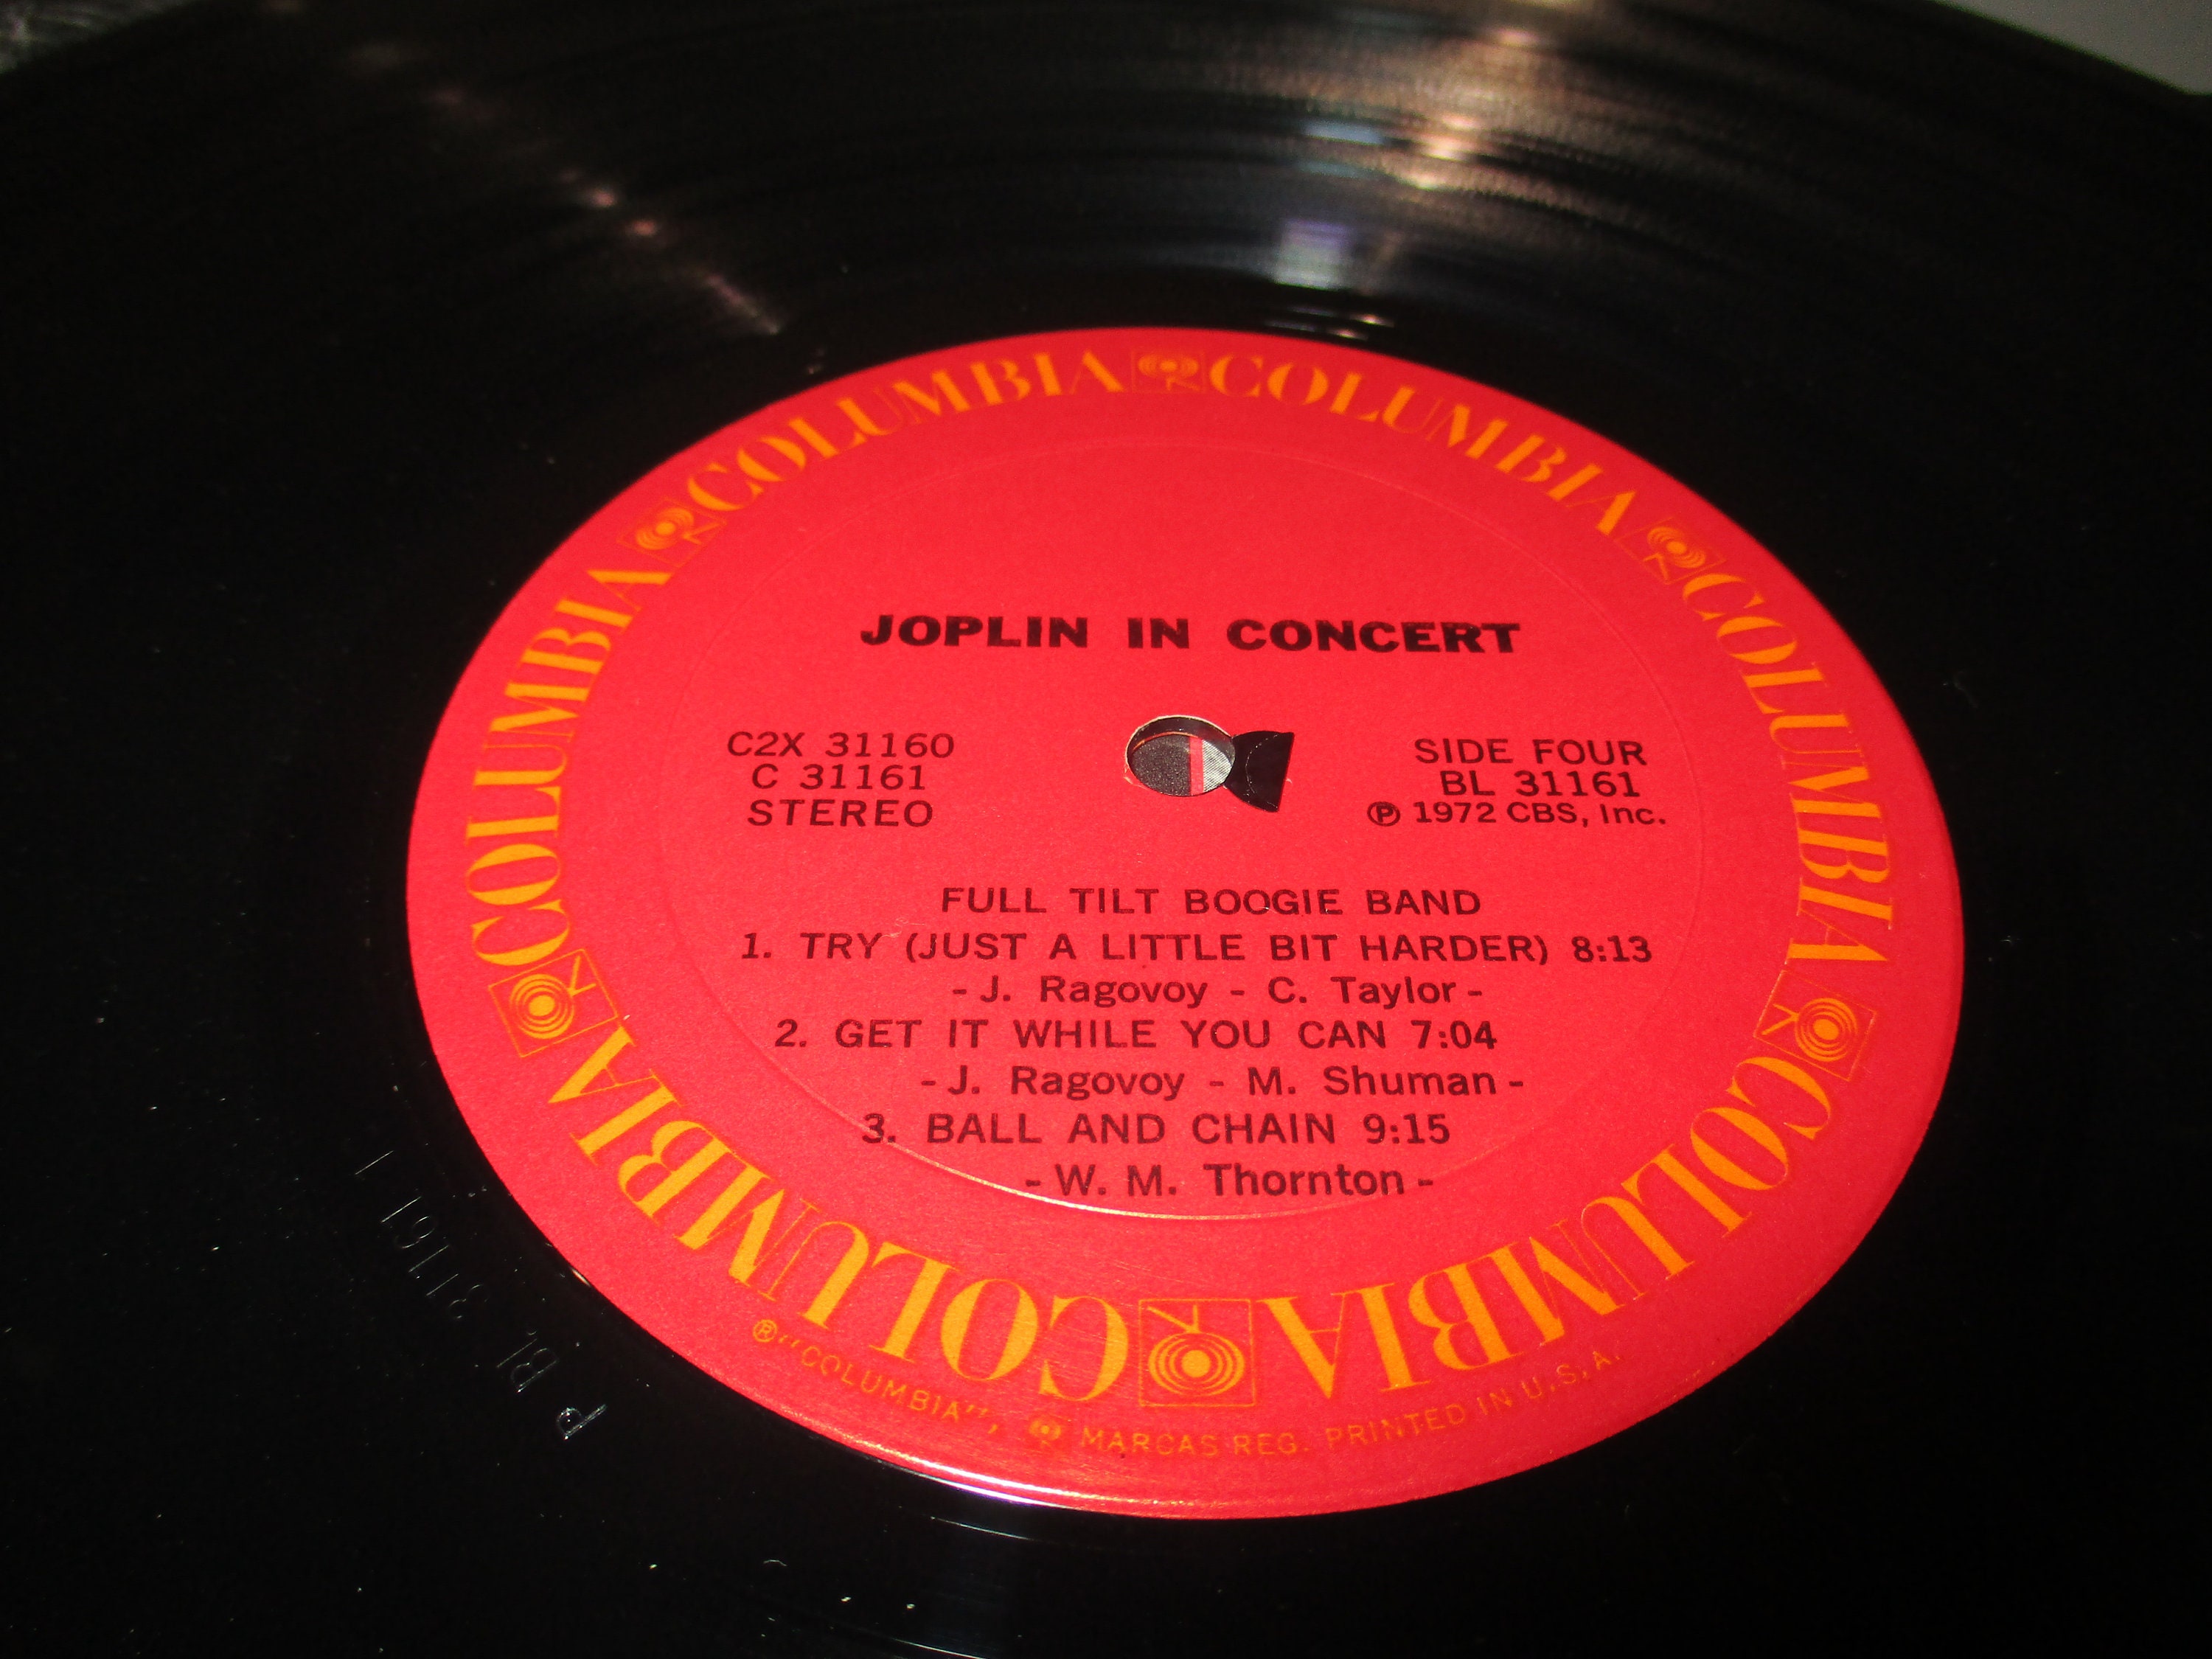 COLUMBIA COLUMBIA COLUMBIA COLUMBIA COLUMBIA COLUMBIA
JOPLIN IN CONCERT
C2X 31160
C 31161
STEREO
SIDE FOUR
BL 31161
℗ 1972 CBS, Inc.
FULL TILT BOOGIE BAND
1. TRY (JUST A LITTLE BIT HARDER) 8:13
- J. Ragovoy - C. Taylor -
2. GET IT WHILE YOU CAN 7:04
- J. Ragovoy - M. Shuman -
3. BALL AND CHAIN 9:15
- W. M. Thornton -
® "COLUMBIA", MARCAS REG. PRINTED IN U.S.A.
P BL 31161 1